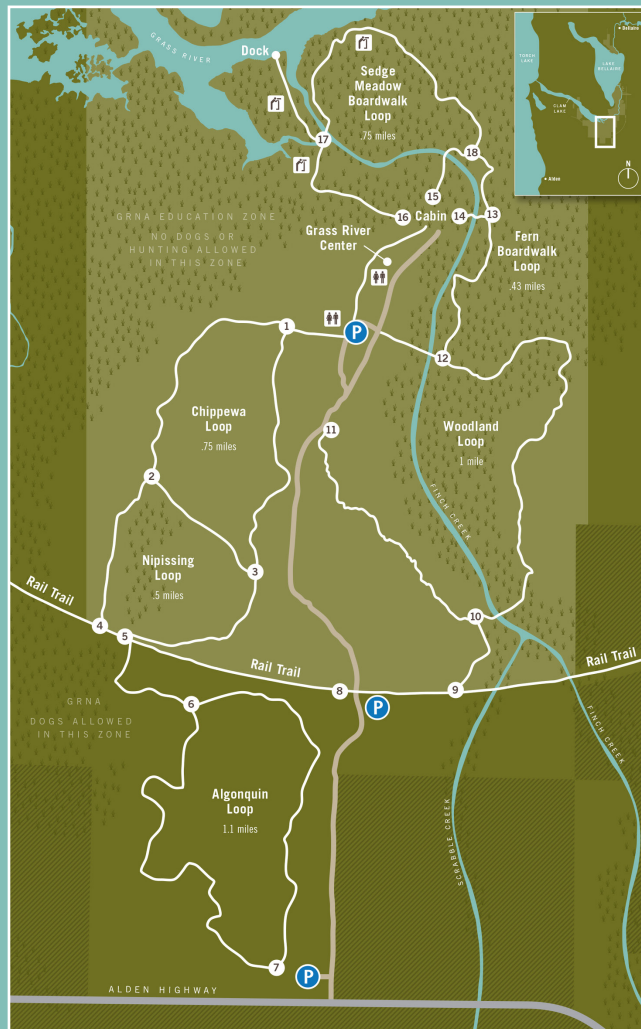 GRASS RIVER
Dock
Sedge
Meadow
Boardwalk
Loop
.75 miles
Bellaire
TORCH
LAKE
LAKE
BELLAIRE
CLAM
LAKE
Alden
N
17
18
15
16
Cabin
14
13
GRNA EDUCATION ZONE
NO DOGS OR
HUNTING ALLOWED
IN THIS ZONE
Grass River
Center
Fern
Boardwalk
Loop
.43 miles
1
P
12
Chippewa
Loop
.75 miles
11
Woodland
Loop
1 mile
2
FINCH CREEK
Nipissing
Loop
.5 miles
3
Rail Trail
4
5
10
Rail Trail
8
9
Rail Trail
P
GRNA
DOGS ALLOWED
IN THIS ZONE
6
FINCH CREEK
Algonquin
Loop
1.1 miles
SCRABBLE CREEK
7
P
ALDEN HIGHWAY